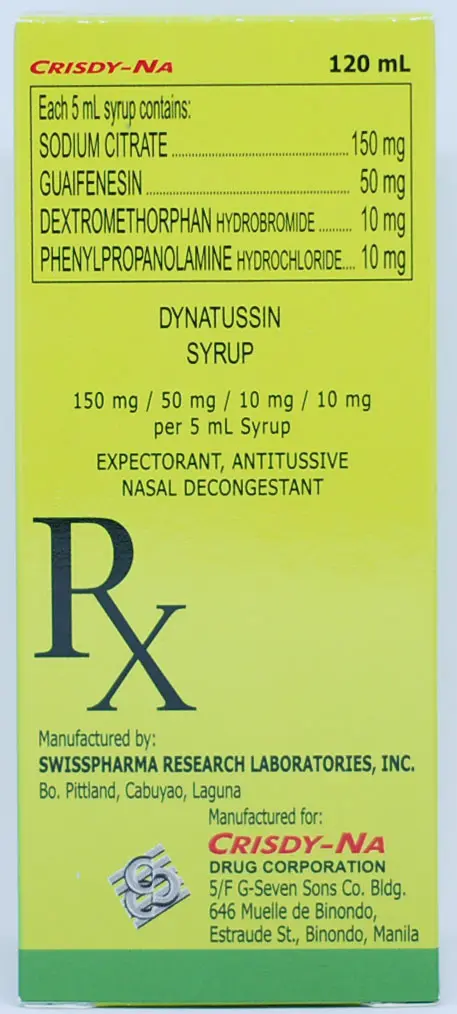 CRISDY-NA 120 mL
Each 5 mL syrup contains:
SODIUM CITRATE ........................................ 150 mg
GUAIFENESIN .............................................. 50 mg
DEXTROMETHORPHAN HYDROBROMIDE .......... 10 mg
PHENYLPROPANOLAMINE HYDROCHLORIDE.... 10 mg
DYNATUSSIN
SYRUP
150 mg / 50 mg / 10 mg / 10 mg
per 5 mL Syrup
EXPECTORANT, ANTITUSSIVE
NASAL DECONGESTANT
Rx
Manufactured by:
SWISSPHARMA RESEARCH LABORATORIES, INC.
Bo. Pittland, Cabuyao, Laguna
Manufactured for:
CRISDY-NA
DRUG CORPORATION
5/F G-Seven Sons Co. Bldg.
646 Muelle de Binondo,
Estraude St., Binondo, Manila